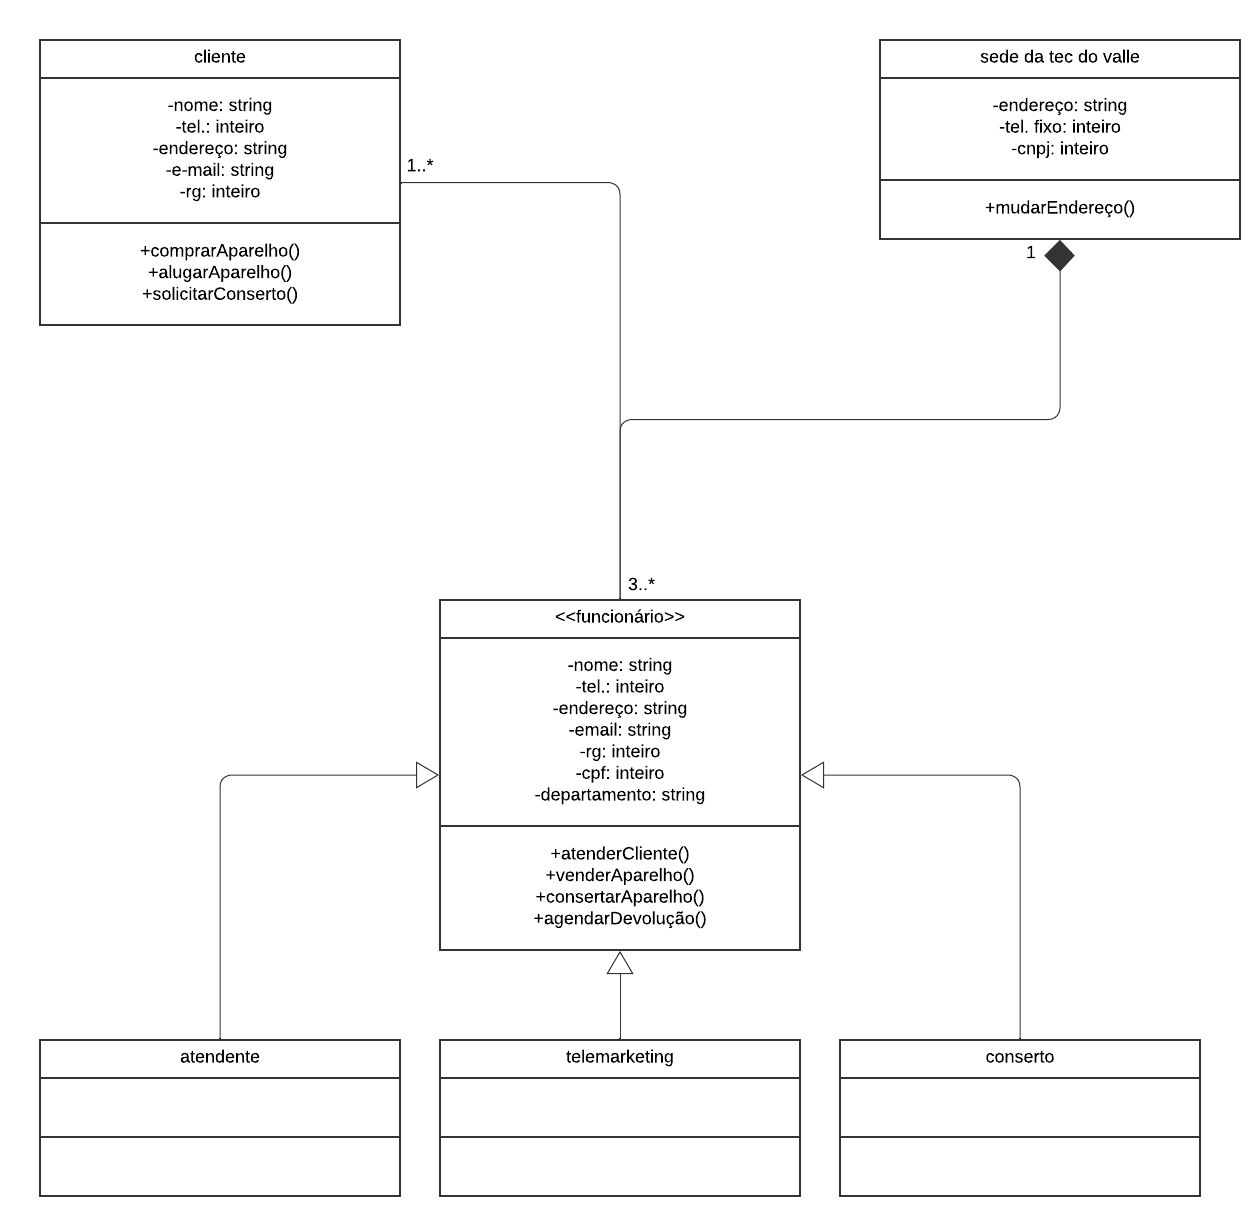 cliente
-nome: string
-tel.: inteiro
-endereço: string
-e-mail: string
-rg: inteiro
+comprarAparelho()
+alugarAparelho()
+solicitarConserto()
1..*
sede da tec do valle
-endereço: string
-tel. fixo: inteiro
-cnpj: inteiro
+mudarEndereço()
1
3..*
<<funcionário>>
-nome: string
-tel.: inteiro
-endereço: string
-email: string
-rg: inteiro
-cpf: inteiro
-departamento: string
+atenderCliente()
+venderAparelho()
+consertarAparelho()
+agendarDevolução()
atendente
telemarketing
conserto